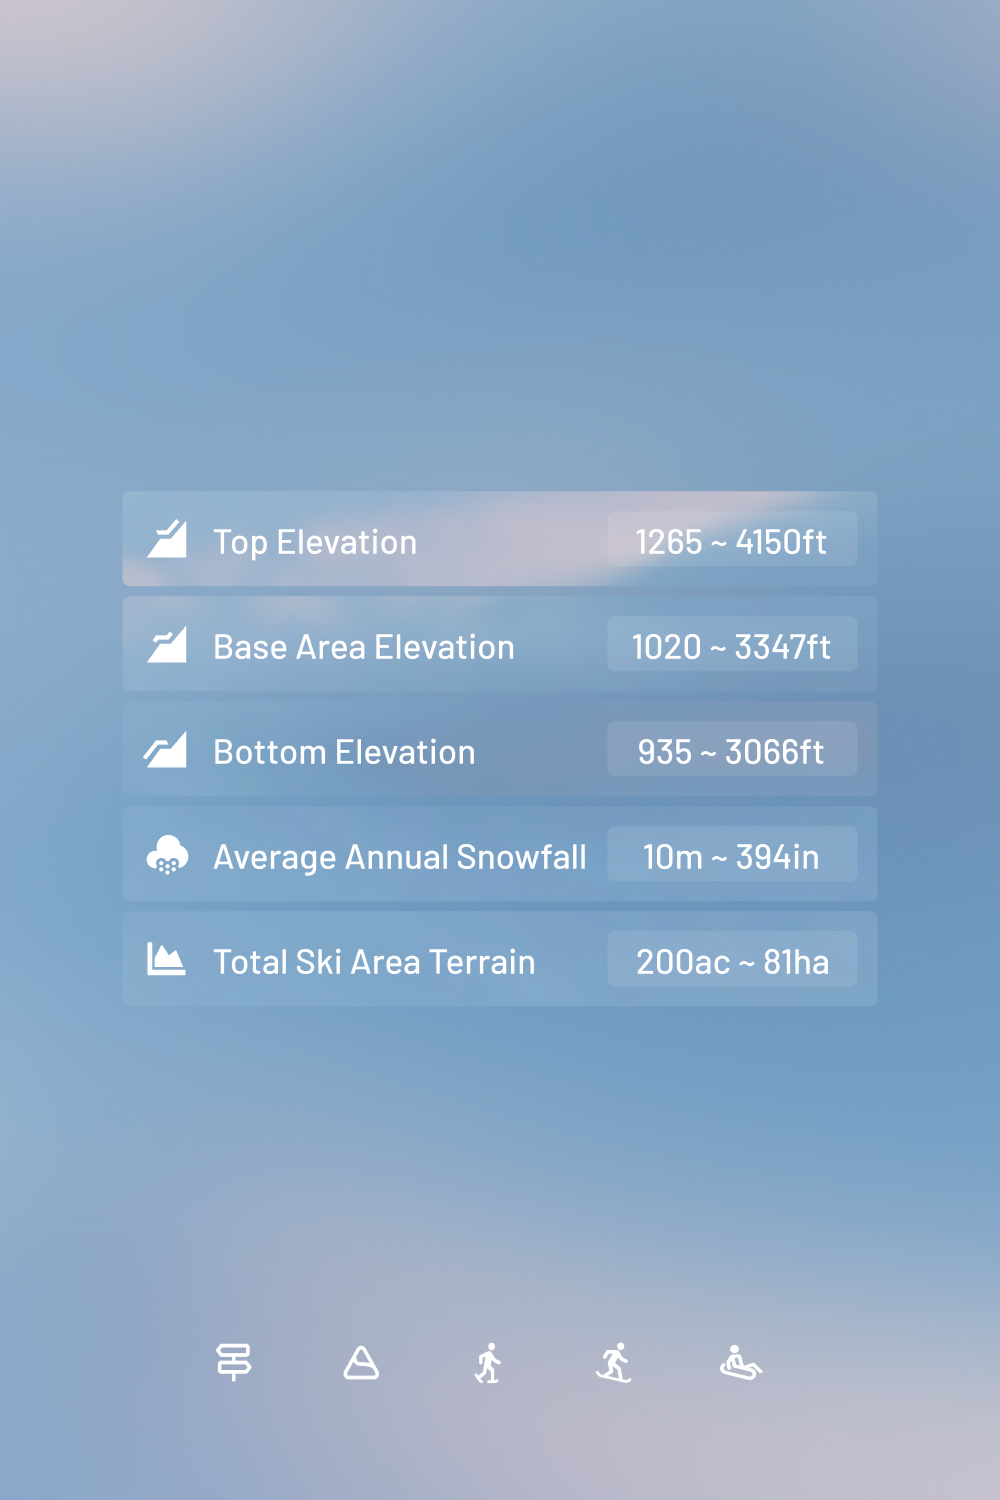 Top Elevation 1265 ~ 4150ft
Base Area Elevation 1020 ~ 3347ft
Bottom Elevation 935 ~ 3066ft
Average Annual Snowfall 10m ~ 394in
Total Ski Area Terrain 200ac ~ 81ha